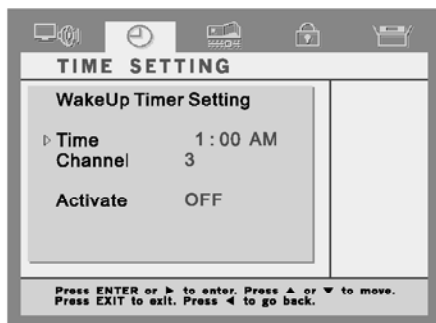 TIME SETTING
WakeUp Timer Setting
▷ Time 1:00 AM
Channel 3
Activate OFF
Press ENTER or ▶ to enter. Press ▲ or ▼ to move.
Press EXIT to exit. Press ◀ to go back.